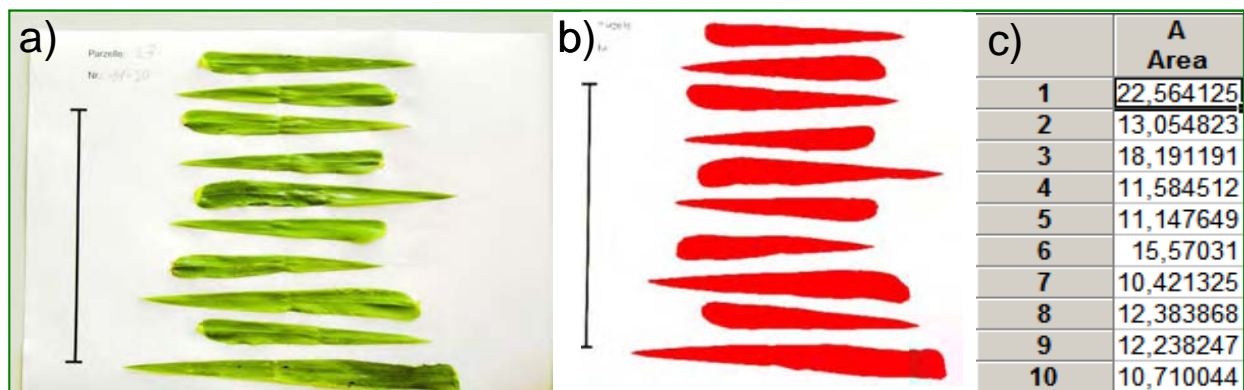 a)
Parzelle:
Nr.:
b)
c)
A
Area
1 22,564125
2 13,054823
3 18,191191
4 11,584512
5 11,147649
6 15,57031
7 10,421325
8 12,383868
9 12,238247
10 10,710044